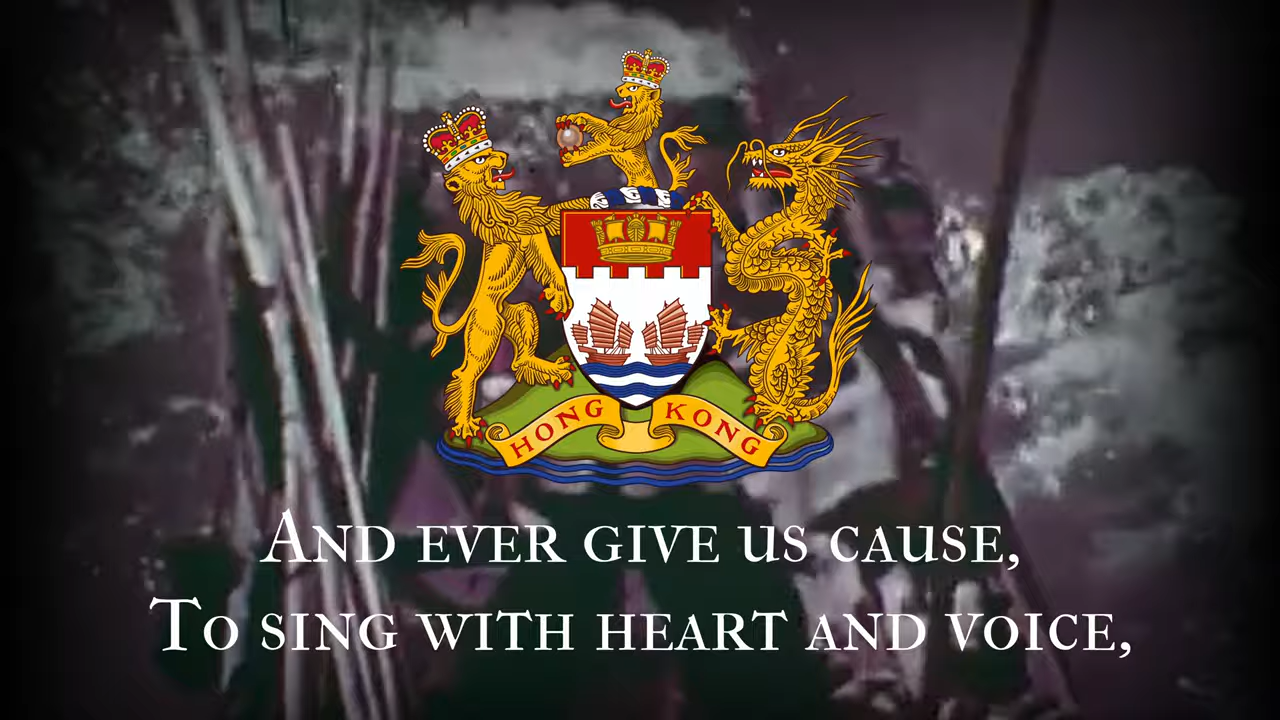 HONG KONG
AND EVER GIVE US CAUSE,
TO SING WITH HEART AND VOICE,